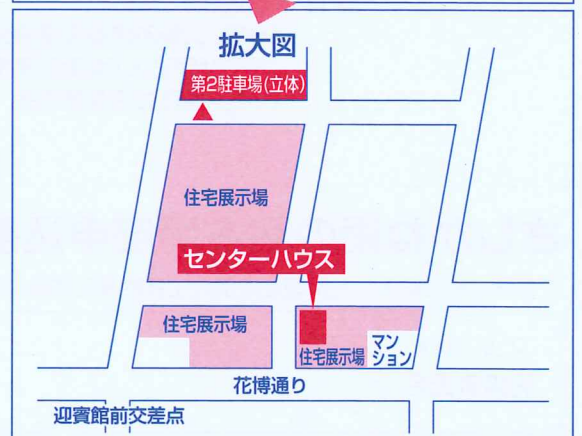 拡大図
第2駐車場(立体)
住宅展示場
センターハウス
住宅展示場
住宅展示場
マン
ション
花博通り
迎賓館前交差点